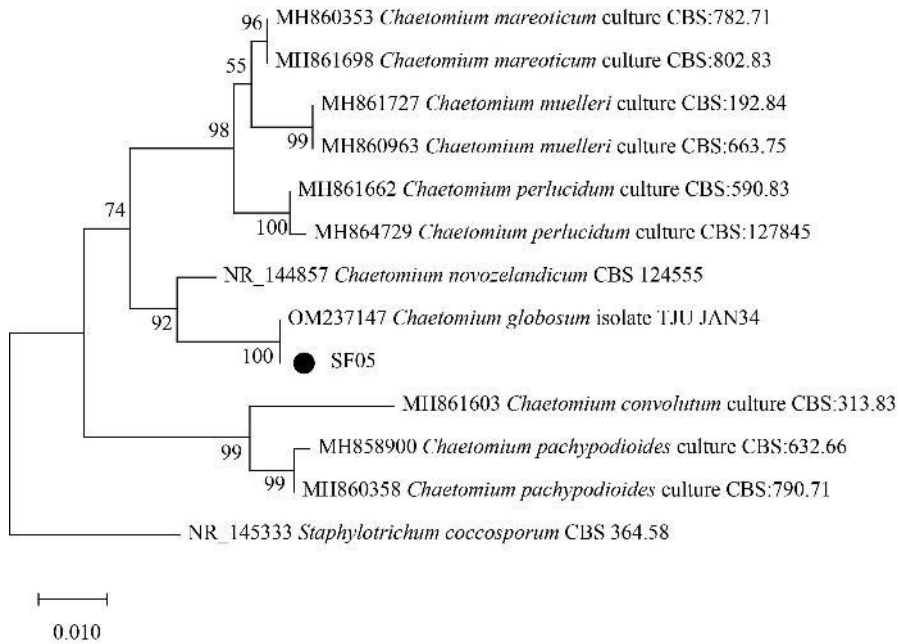 96
MH860353 Chaetomium mareoticum culture CBS:782.71
MH861698 Chaetomium mareoticum culture CBS:802.83
55
MH861727 Chaetomium muelleri culture CBS:192.84
98
99
MH860963 Chaetomium muelleri culture CBS:663.75
MH861662 Chaetomium perlucidum culture CBS:590.83
74
100
MH864729 Chaetomium perlucidum culture CBS:127845
NR_144857 Chaetomium novozelandicum CBS 124555
92
OM237147 Chaetomium globosum isolate TJU JAN34
100
SF05
MH861603 Chaetomium convolutum culture CBS:313.83
99
MH858900 Chaetomium pachypodioides culture CBS:632.66
99
MH860358 Chaetomium pachypodioides culture CBS:790.71
NR_145333 Staphylotrichum coccosporum CBS 364.58
0.010